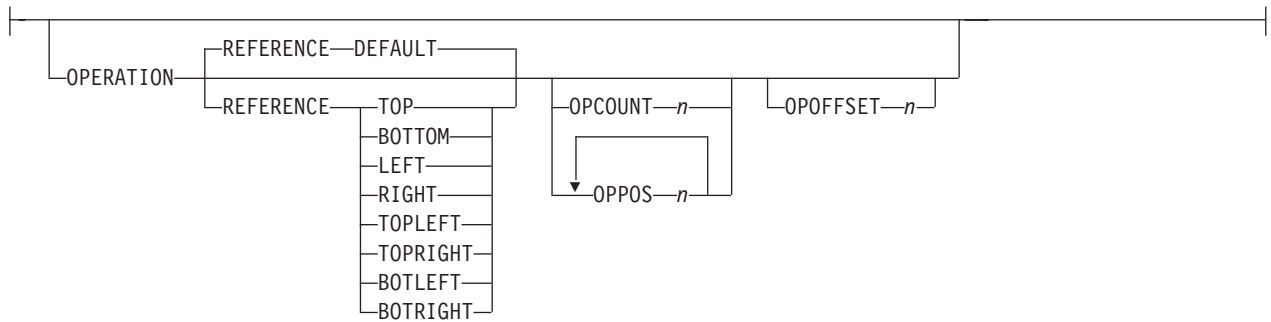 REFERENCE DEFAULT
OPERATION
REFERENCE TOP OPCOUNT n OPOFFSET n
BOTTOM
LEFT
RIGHT OPPOS n
TOPLEFT
TOPRIGHT
BOTLEFT
BOTRIGHT